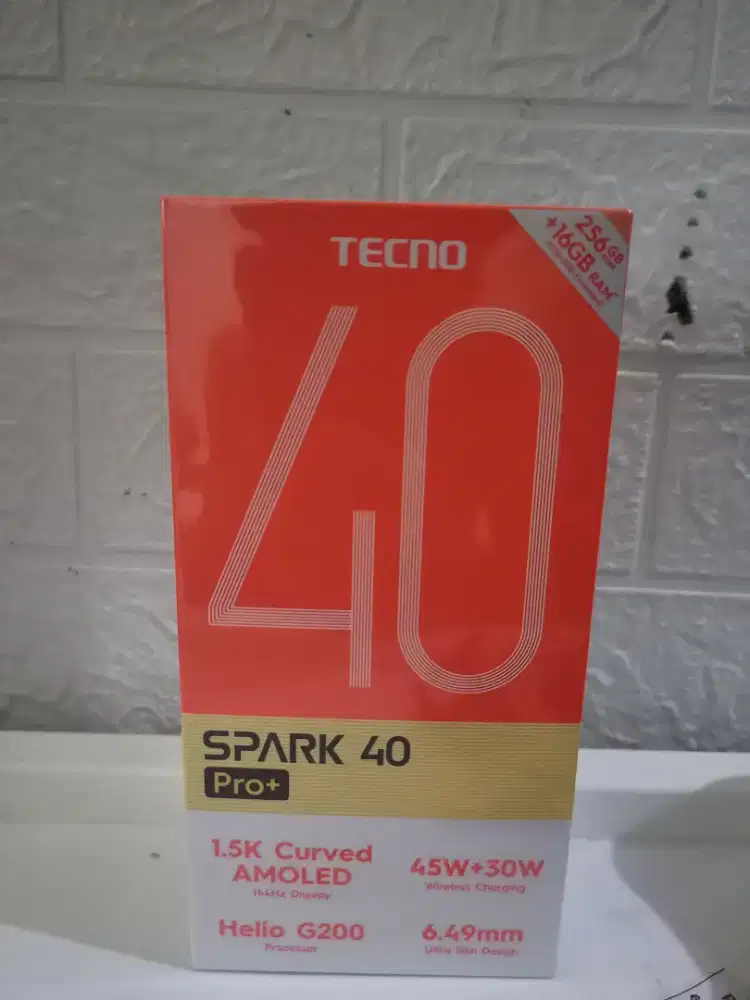 TECNO
256GB
+16GB RAM*
SPARK 40
Pro+
1.5K Curved
AMOLED
144Hz Display
45W+30W
Wireless Charging
Helio G200
Processor
6.49mm
Ultra Slim Design